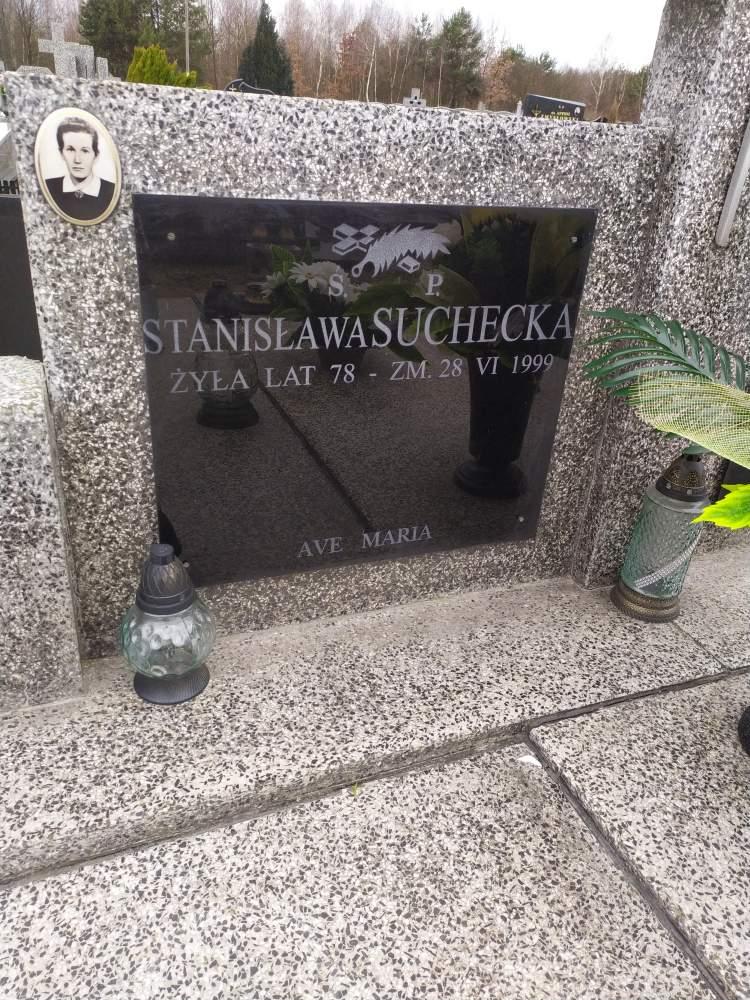 S P.
STANISŁAWA SUCHECKA
ŻYŁA LAT 78 - ZM. 28 VI 1999
AVE MARIA